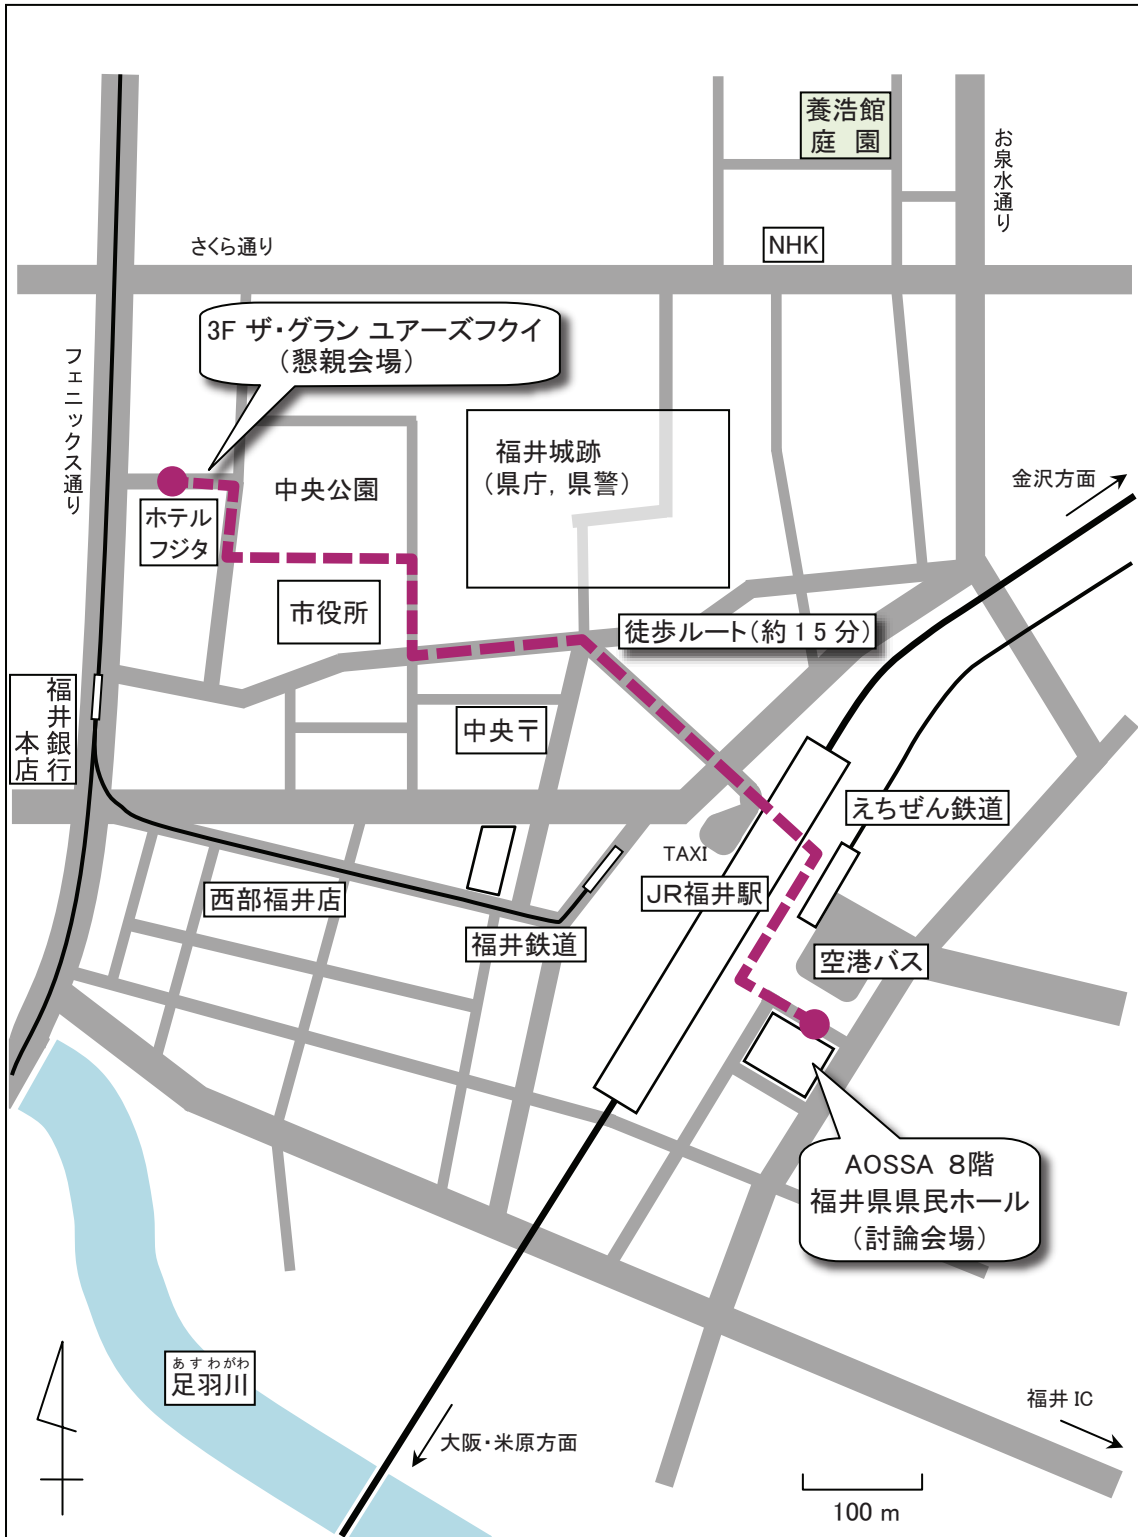 養浩館
庭園
お泉水通り
NHK
さくら通り
3F ザ・グラン ユアーズフクイ
（懇親会場）
フェニックス通り
福井城跡
（県庁，県警）
中央公園
金沢方面
ホテル
フジタ
市役所
徒歩ルート（約１５分）
福井銀行
本店
中央〒
えちぜん鉄道
TAXI
JR福井駅
西部福井店
福井鉄道
空港バス
AOSSA ８階
福井県県民ホール
（討論会場）
あすわがわ
足羽川
福井 IC
大阪・米原方面
100 m